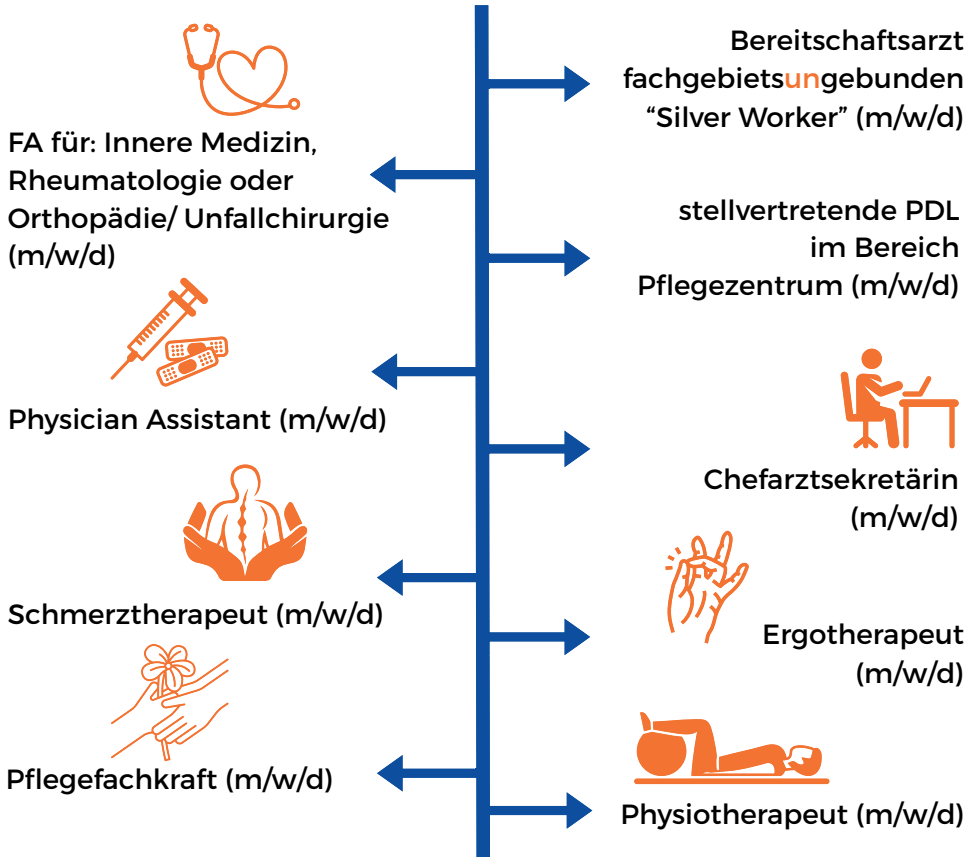 FA für: Innere Medizin,
Rheumatologie oder
Orthopädie/ Unfallchirurgie
(m/w/d)
Physician Assistant (m/w/d)
Schmerztherapeut (m/w/d)
Pflegefachkraft (m/w/d)
Bereitschaftsarzt
fachgebietsungebunden
“Silver Worker” (m/w/d)
stellvertretende PDL
im Bereich
Pflegezentrum (m/w/d)
Chefarztsekretärin
(m/w/d)
Ergotherapeut
(m/w/d)
Physiotherapeut (m/w/d)